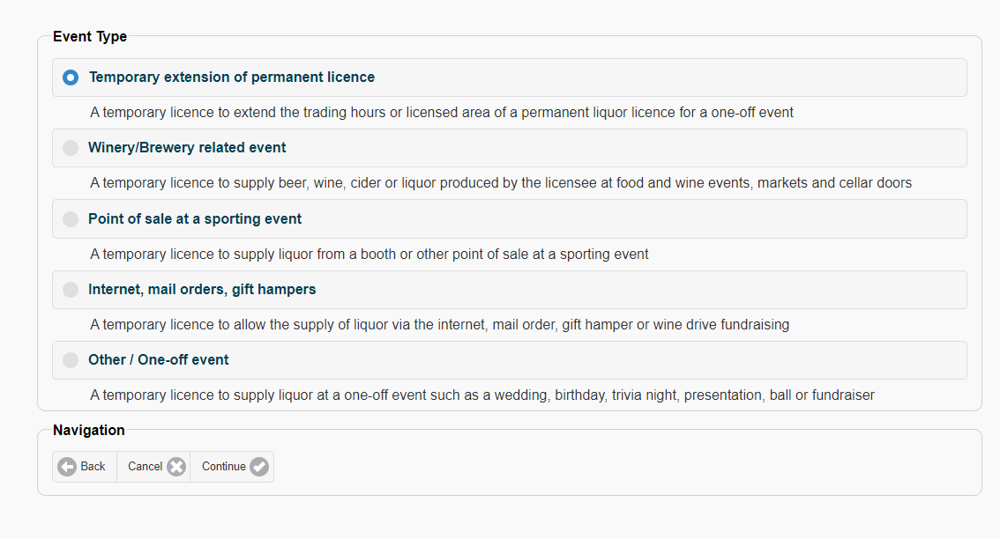 Event Type
Temporary extension of permanent licence
A temporary licence to extend the trading hours or licensed area of a permanent liquor licence for a one-off event
Winery/Brewery related event
A temporary licence to supply beer, wine, cider or liquor produced by the licensee at food and wine events, markets and cellar doors
Point of sale at a sporting event
A temporary licence to supply liquor from a booth or other point of sale at a sporting event
Internet, mail orders, gift hampers
A temporary licence to allow the supply of liquor via the internet, mail order, gift hamper or wine drive fundraising
Other / One-off event
A temporary licence to supply liquor at a one-off event such as a wedding, birthday, trivia night, presentation, ball or fundraiser
Navigation
Back Cancel Continue